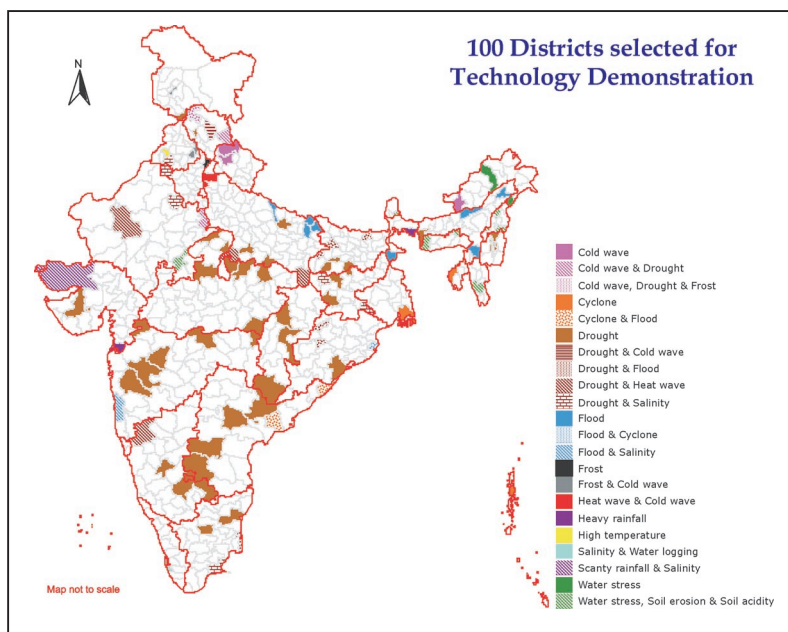 100 Districts selected for
Technology Demonstration
N
Cold wave
Cold wave & Drought
Cold wave, Drought & Frost
Cyclone
Cyclone & Flood
Drought
Drought & Cold wave
Drought & Flood
Drought & Heat wave
Drought & Salinity
Flood
Flood & Cyclone
Flood & Salinity
Frost
Frost & Cold wave
Heat wave & Cold wave
Heavy rainfall
High temperature
Salinity & Water logging
Scanty rainfall & Salinity
Water stress
Water stress, Soil erosion & Soil acidity
Map not to scale